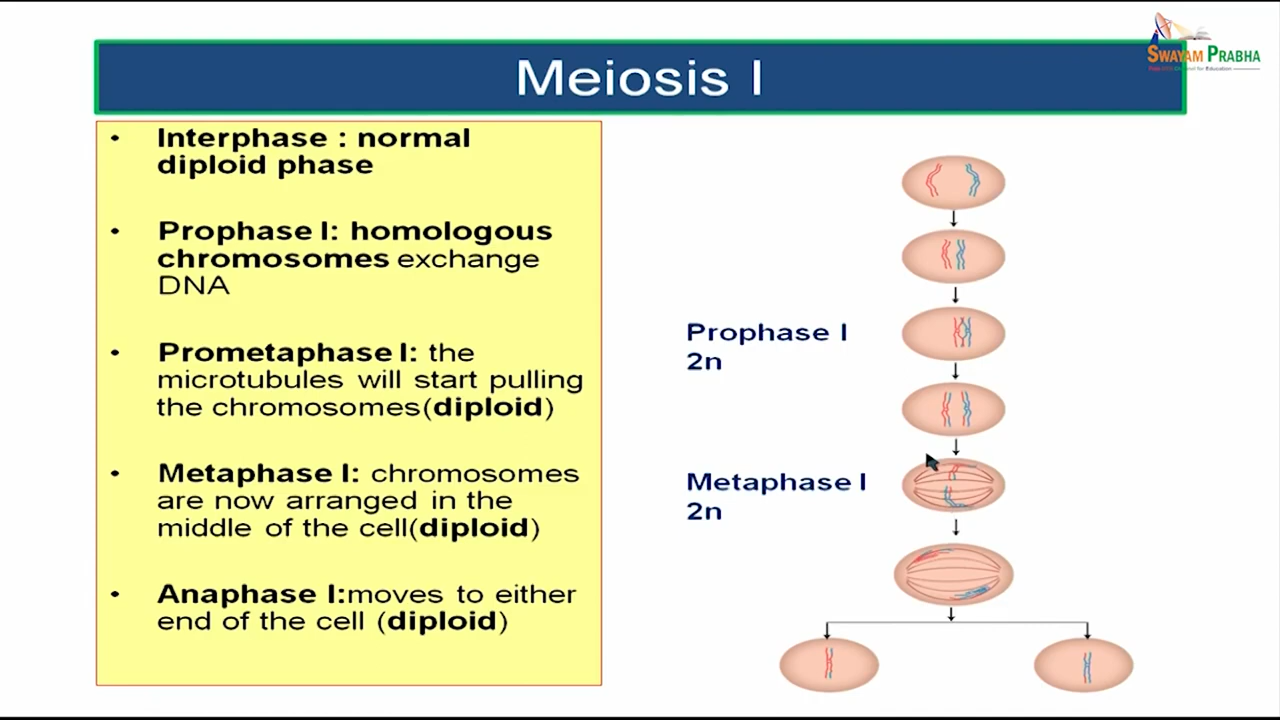 Meiosis I
SWAYAM PRABHA
• Interphase : normal
diploid phase
• Prophase I: homologous
chromosomes exchange
DNA
• Prometaphase I: the
microtubules will start pulling
the chromosomes(diploid)
• Metaphase I: chromosomes
are now arranged in the
middle of the cell(diploid)
• Anaphase I:moves to either
end of the cell (diploid)
Prophase I
2n
Metaphase I
2n